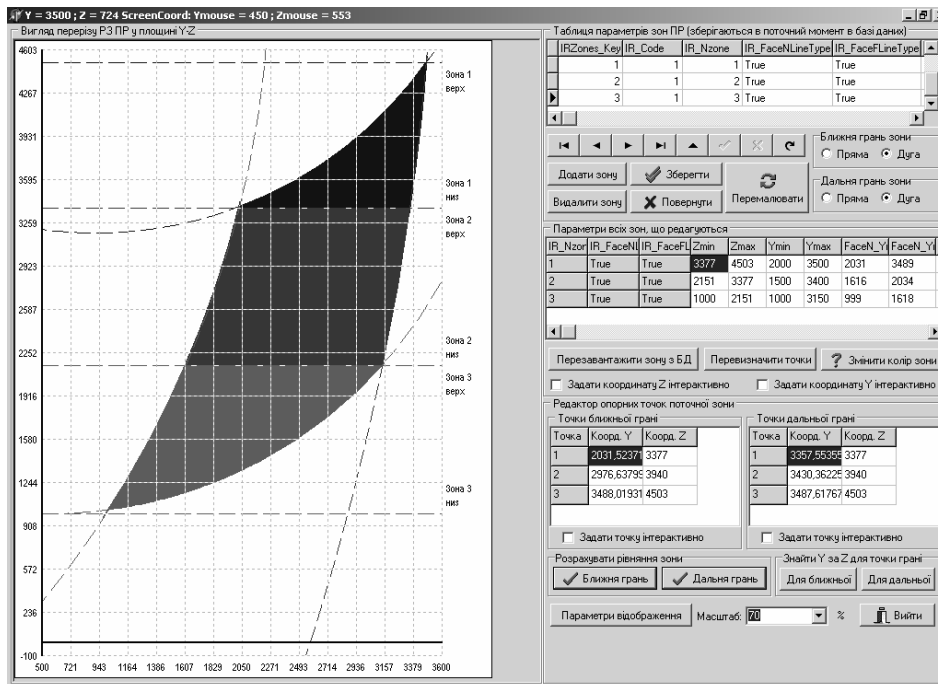 Y = 3500 ; Z = 724 ScreenCoord: Ymouse = 450 ; Zmouse = 553
Вигляд перерізу РЗ ПР у площині Y-Z
4603
4267
3931
3595
3259
2923
2587
2252
1916
1580
1244
908
572
236
-100
500 721 943 1164 1386 1607 1829 2050 2271 2493 2714 2936 3157 3379 3600
Зона 1
верх
Зона 1
низ
Зона 2
верх
Зона 2
низ
Зона 3
верх
Зона 3
низ
Таблиця параметрів зон ПР (зберігаються в поточний момент в базі даних)
IRZones_Key IR_Code IR_Nzone IR_FaceNLineType IR_FaceFLineType
1 1 1 True True
2 1 2 True True
3 1 3 True True
Ближня грань зони
Пряма Дуга
Додати зону Зберегти Перемалювати
Видалити зону Повернути
Дальня грань зони
Пряма Дуга
Параметри всіх зон, що редагуються
IR_Nzor IR_FaceNL IR_FaceFL Zmin Zmax Ymin Ymax FaceN_Yi FaceN_Yi
1 True True 3377 4503 2000 3500 2031 3489
2 True True 2151 3377 1500 3400 1616 2034
3 True True 1000 2151 1000 3150 999 1618
Перезавантажити зону з БД Перевизначити точки ? Змінити колір зони
Задати координату Z інтерактивно Задати координату Y інтерактивно
Редактор опорних точок поточної зони
Точки ближньої грані
Точка Коорд. Y Коорд. Z
1 2031,52371 3377
2 2976,63795 3940
3 3488,01931 4503
Задати точку інтерактивно
Точки дальньої грані
Точка Коорд. Y Коорд. Z
1 3357,55355 3377
2 3430,36225 3940
3 3487,61767 4503
Задати точку інтерактивно
Розрахувати рівняння зони
Ближня грань Дальня грань
Знайти Y за Z для точки грані
Для ближньої Для дальньої
Параметри відображення Масштаб: 70 % Вийти